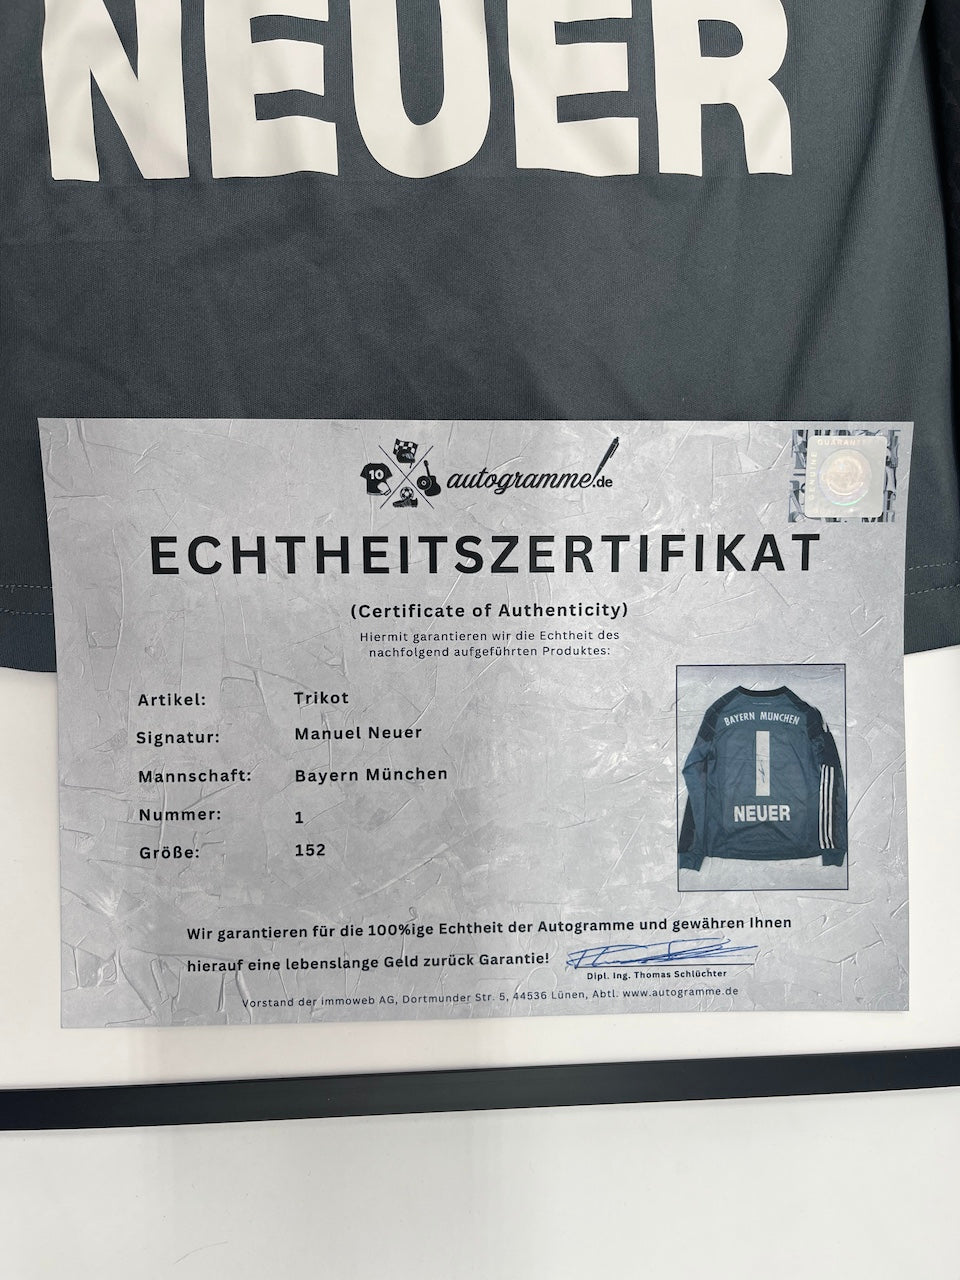 NEUER
10
autogramme.de
GUARANT
GENUINE
ECHTHEITSZERTIFIKAT
(Certificate of Authenticity)
Hiermit garantieren wir die Echtheit des
nachfolgend aufgeführten Produktes:
Artikel: Trikot
Signatur: Manuel Neuer
Mannschaft: Bayern München
Nummer: 1
Größe: 152
BAYERN MÜNCHEN
1
NEUER
Wir garantieren für die 100%ige Echtheit der Autogramme und gewähren Ihnen
hierauf eine lebenslange Geld zurück Garantie!
Dipl. Ing. Thomas Schlüchter
Vorstand der immoweb AG, Dortmunder Str. 5, 44536 Lünen, Abtl. www.autogramme.de